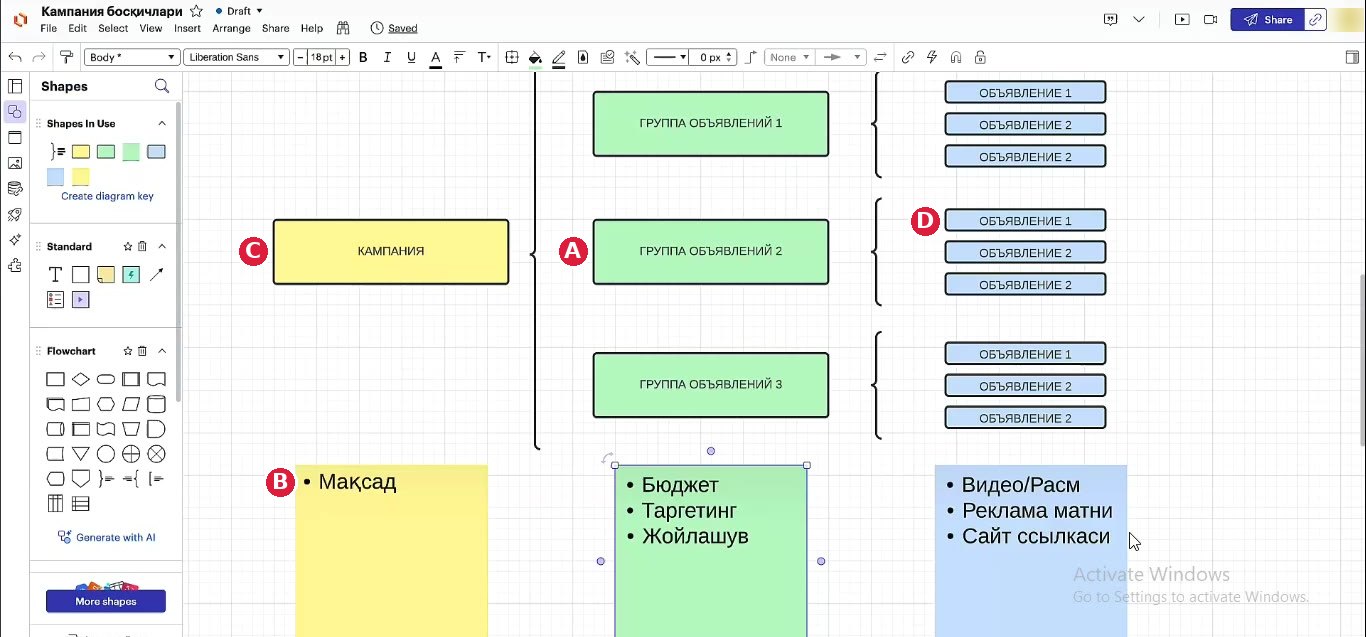 Кампания босқичлари
Draft
File Edit Select View Insert Arrange Share Help
Saved
Share
Body *
Liberation Sans
− 18 pt +
B I U A T
0 px
None
Shapes
Shapes In Use
Create diagram key
Standard
T
Flowchart
Generate with AI
More shapes
ГРУППА ОБЪЯВЛЕНИЙ 1
ОБЪЯВЛЕНИЕ 1
ОБЪЯВЛЕНИЕ 2
ОБЪЯВЛЕНИЕ 2
C
КАМПАНИЯ
A
ГРУППА ОБЪЯВЛЕНИЙ 2
D
ОБЪЯВЛЕНИЕ 1
ОБЪЯВЛЕНИЕ 2
ОБЪЯВЛЕНИЕ 2
ГРУППА ОБЪЯВЛЕНИЙ 3
ОБЪЯВЛЕНИЕ 1
ОБЪЯВЛЕНИЕ 2
ОБЪЯВЛЕНИЕ 2
B
• Мақсад
• Бюджет
• Таргетинг
• Жойлашув
• Видео/Расм
• Реклама матни
• Сайт ссылкаси
Activate Windows
Go to Settings to activate Windows.